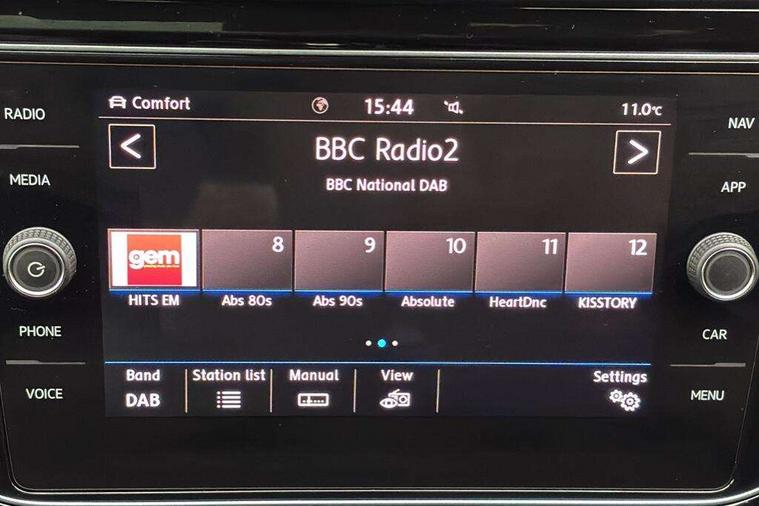 Comfort 15:44 11.0°C
RADIO
NAV
BBC Radio2
BBC National DAB
MEDIA
APP
gem 8 9 10 11 12
HITS EM Abs 80s Abs 90s Absolute HeartDnc KISSTORY
PHONE
CAR
Band Station list Manual View Settings
DAB
VOICE
MENU